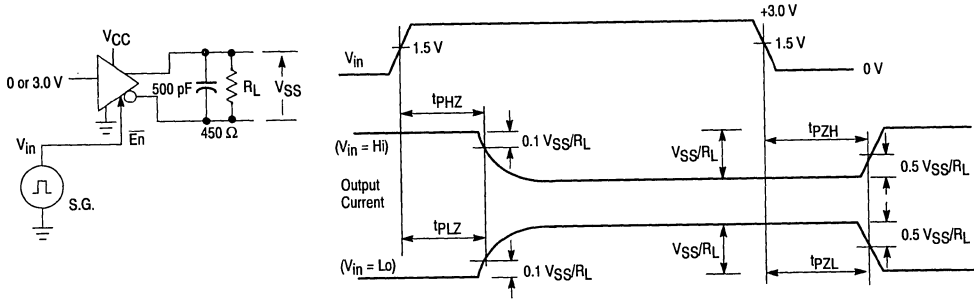 VCC
0 or 3.0 V
500 pF
RL
VSS
450 Ω
Vin
En
S.G.
Vin
1.5 V
+3.0 V
1.5 V
0 V
tPHZ
0.1 VSS/RL
VSS/RL
tPZH
0.5 VSS/RL
(Vin = Hi)
Output
Current
tPLZ
0.1 VSS/RL
VSS/RL
tPZL
0.5 VSS/RL
(Vin = Lo)